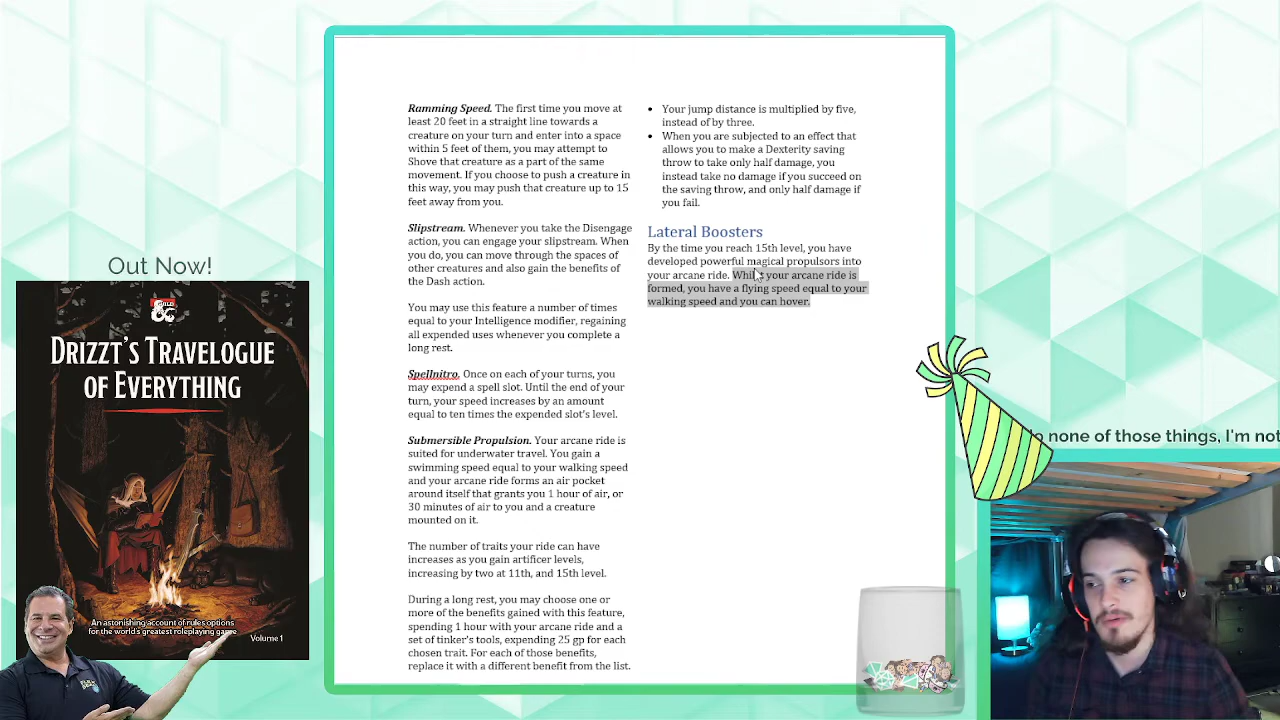 Out Now!
GUILD
DRIZZT'S TRAVELOGUE
OF EVERYTHING
An astonishing account of rules options
for the world's greatest roleplaying game
Volume 1
Ramming Speed. The first time you move at
least 20 feet in a straight line towards a
creature on your turn and enter into a space
within 5 feet of them, you may attempt to
Shove that creature as a part of the same
movement. If you choose to push a creature in
this way, you may push that creature up to 15
feet away from you.
Slipstream. Whenever you take the Disengage
action, you can engage your slipstream. When
you do, you can move through the spaces of
other creatures and also gain the benefits of
the Dash action.
You may use this feature a number of times
equal to your Intelligence modifier, regaining
all expended uses whenever you complete a
long rest.
Spellnitro. Once on each of your turns, you
may expend a spell slot. Until the end of your
turn, your speed increases by an amount
equal to ten times the expended slot's level.
Submersible Propulsion. Your arcane ride is
suited for underwater travel. You gain a
swimming speed equal to your walking speed
and your arcane ride forms an air pocket
around itself that grants you 1 hour of air, or
30 minutes of air to you and a creature
mounted on it.
The number of traits your ride can have
increases as you gain artificer levels,
increasing by two at 11th, and 15th level.
During a long rest, you may choose one or
more of the benefits gained with this feature,
spending 1 hour with your arcane ride and a
set of tinker's tools, expending 25 gp for each
chosen trait. For each of those benefits,
replace it with a different benefit from the list.
• Your jump distance is multiplied by five,
instead of by three.
• When you are subjected to an effect that
allows you to make a Dexterity saving
throw to take only half damage, you
instead take no damage if you succeed on
the saving throw, and only half damage if
you fail.
Lateral Boosters
By the time you reach 15th level, you have
developed powerful magical propulsors into
your arcane ride. Whilst your arcane ride is
formed, you have a flying speed equal to your
walking speed and you can hover.
none of those things, I'm not